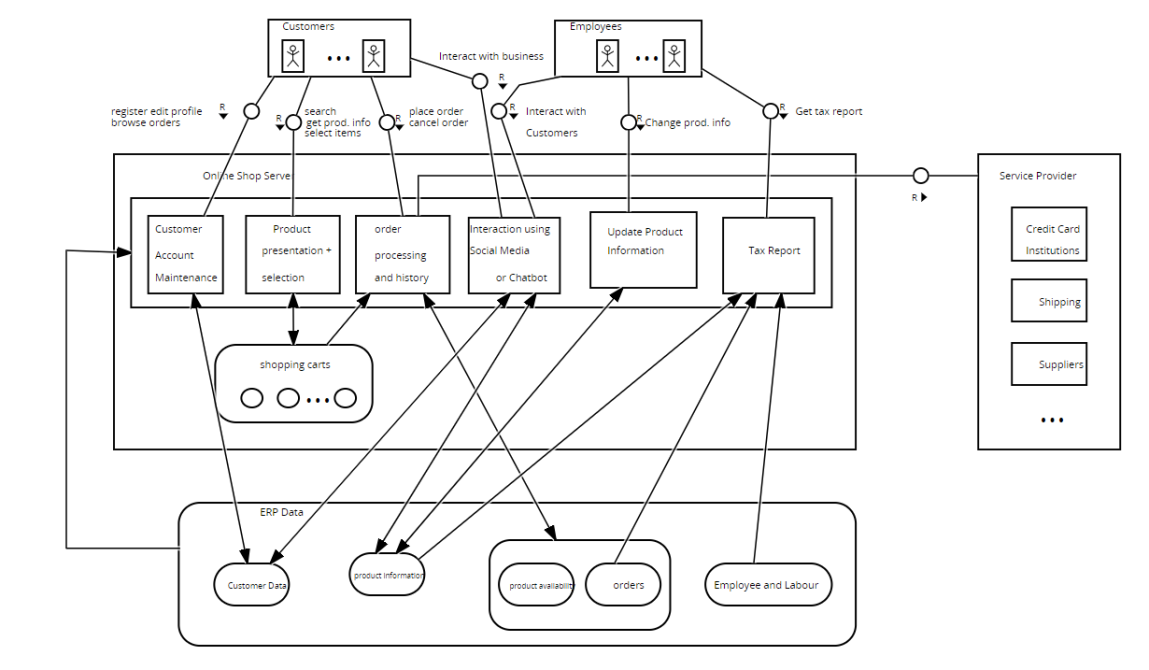 Customers
Employees
Interact with business
R
register edit profile
browse orders
R
R
search
get prod. info
select items
R
place order
cancel order
R
Interact with
Customers
R
Change prod. info
R
Get tax report
Online Shop Server
Service Provider
R
Customer
Account
Maintenance
Product
presentation +
selection
order
processing
and history
Interaction using
Social Media
or Chatbot
Update Product
Information
Tax Report
Credit Card
Institutions
Shipping
Suppliers
shopping carts
ERP Data
Customer Data
product information
product availability
orders
Employee and Labour